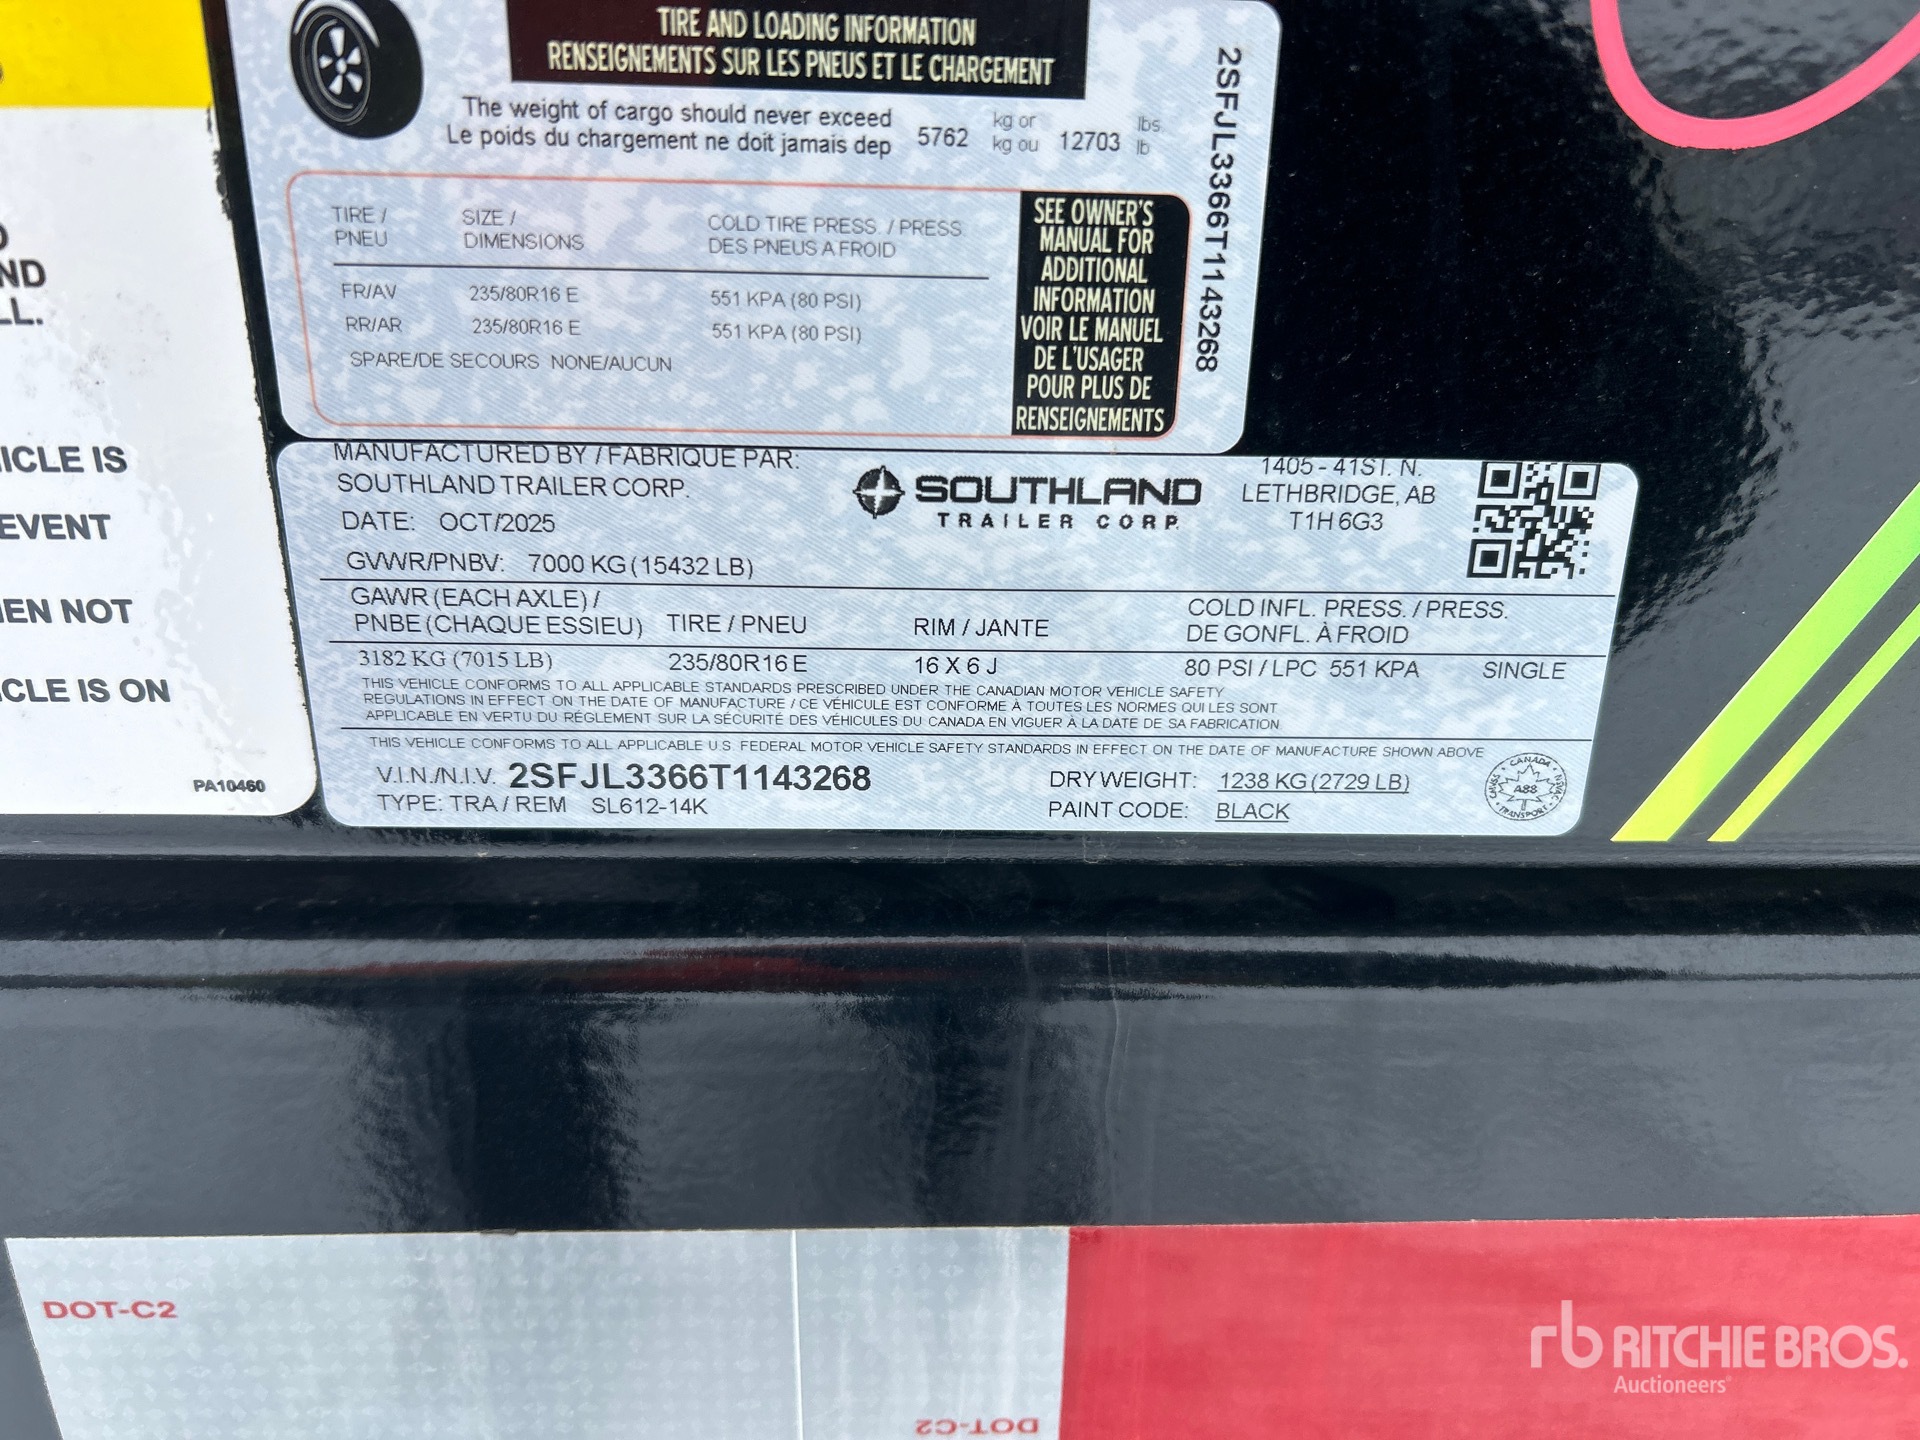 TIRE AND LOADING INFORMATION
RENSEIGNEMENTS SUR LES PNEUS ET LE CHARGEMENT
The weight of cargo should never exceed
Le poids du chargement ne doit jamais dep
5762 kg or 12703 lbs
kg ou lb
TIRE / SIZE / COLD TIRE PRESS. / PRESS
PNEU DIMENSIONS DES PNEUS A FROID
FR/AV 235/80R16 E 551 KPA (80 PSI)
RR/AR 235/80R16 E 551 KPA (80 PSI)
SPARE/DE SECOURS NONE/AUCUN
SEE OWNER'S
MANUAL FOR
ADDITIONAL
INFORMATION
VOIR LE MANUEL
DE L'USAGER
POUR PLUS DE
RENSEIGNEMENTS
2SFJL3366T1143268
ND
LL.
ICLE IS
EVENT
EN NOT
ICLE IS ON
PA10460
MANUFACTURED BY / FABRIQUE PAR:
SOUTHLAND TRAILER CORP.
DATE: OCT/2025
GVWR/PNBV: 7000 KG (15432 LB)
SOUTHLAND
TRAILER CORP.
1405 - 41ST. N.
LETHBRIDGE, AB
T1H 6G3
GAWR (EACH AXLE) /
PNBE (CHAQUE ESSIEU) TIRE / PNEU RIM / JANTE COLD INFL. PRESS. / PRESS.
DE GONFL. À FROID
3182 KG (7015 LB) 235/80R16 E 16 X 6 J 80 PSI / LPC 551 KPA SINGLE
THIS VEHICLE CONFORMS TO ALL APPLICABLE STANDARDS PRESCRIBED UNDER THE CANADIAN MOTOR VEHICLE SAFETY
REGULATIONS IN EFFECT ON THE DATE OF MANUFACTURE / CE VÉHICULE EST CONFORME À TOUTES LES NORMES QUI LES SONT
APPLICABLE EN VERTU DU RÉGLEMENT SUR LA SÉCURITÉ DES VÉHICULES DU CANADA EN VIGUER À LA DATE DE SA FABRICATION
THIS VEHICLE CONFORMS TO ALL APPLICABLE U.S. FEDERAL MOTOR VEHICLE SAFETY STANDARDS IN EFFECT ON THE DATE OF MANUFACTURE SHOWN ABOVE
V.I.N./N.I.V. 2SFJL3366T1143268 DRY WEIGHT: 1238 KG (2729 LB)
TYPE: TRA / REM SL612-14K PAINT CODE: BLACK
CANADA
A88
TRANSPORT
DOT-C2
DOT-C2
rb RITCHIE BROS.
Auctioneers